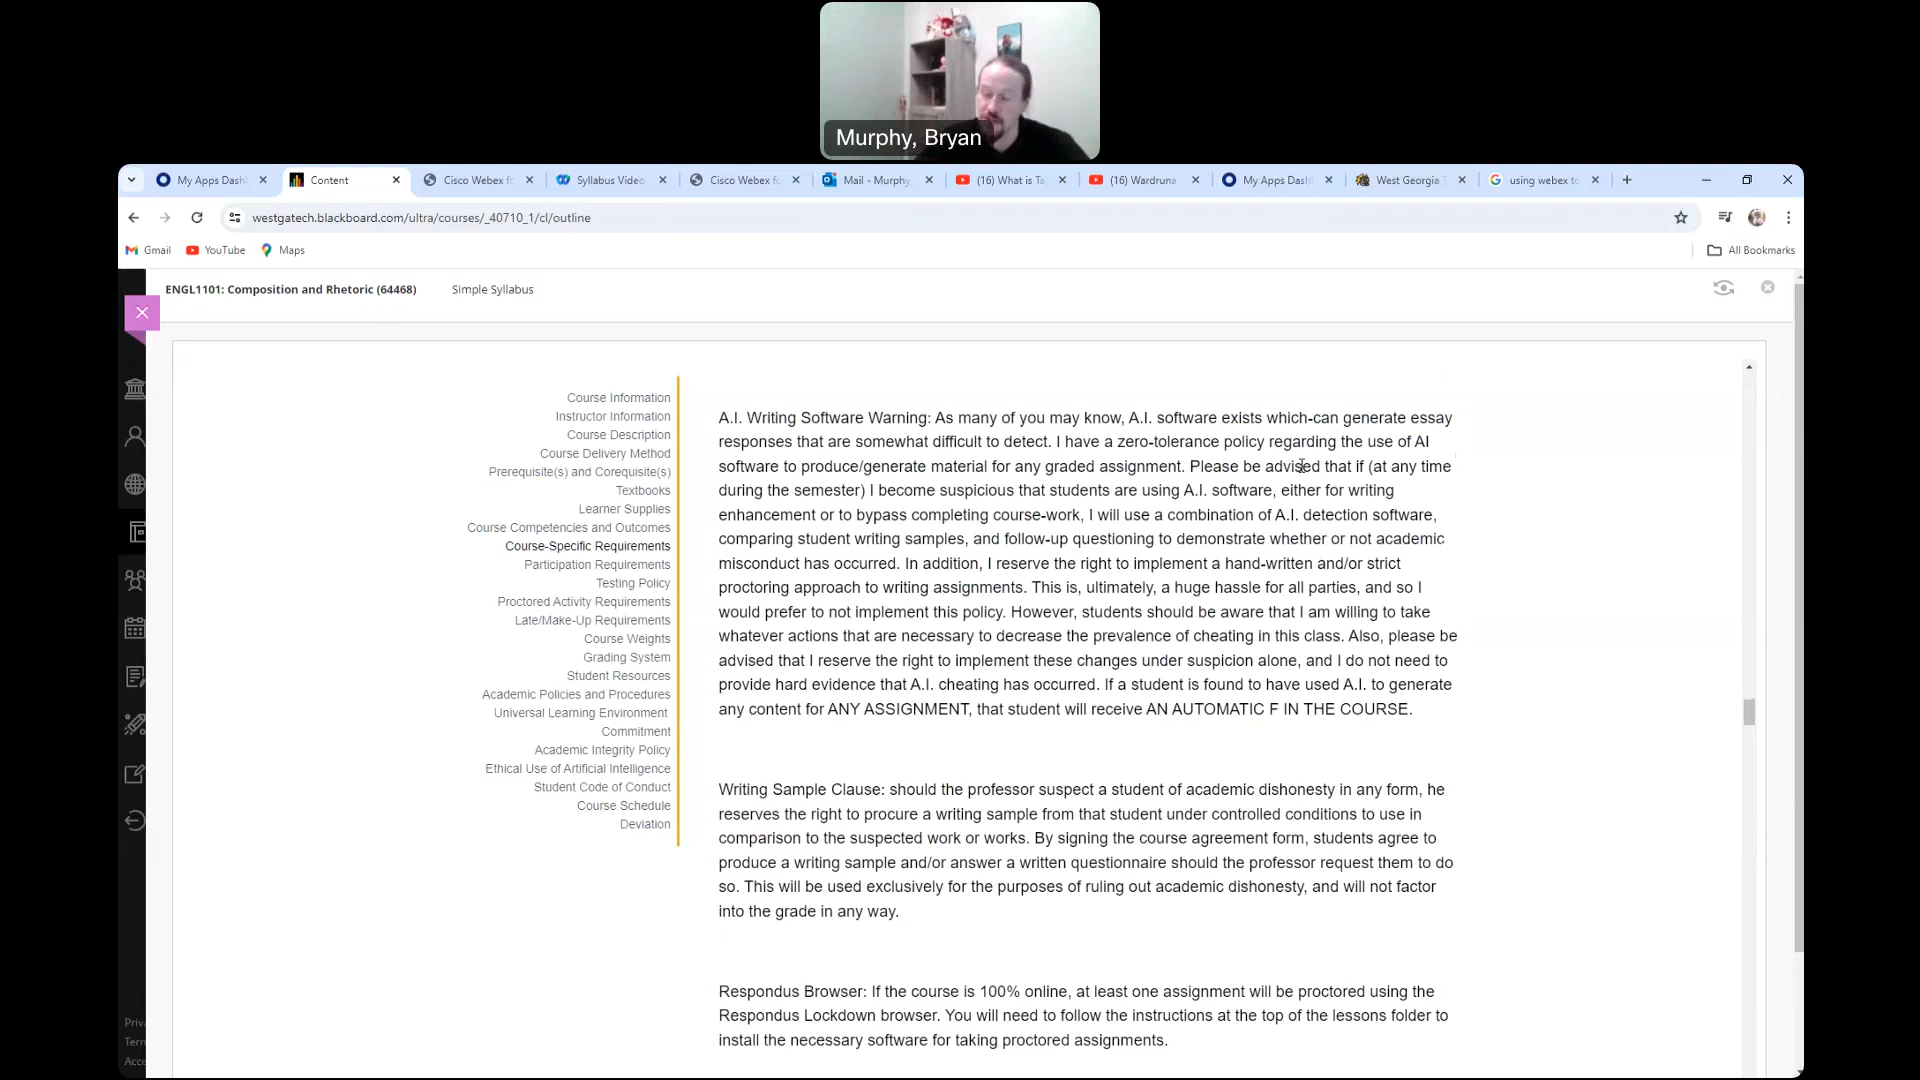 Murphy, Bryan
My Apps Dash
Content
Cisco Webex fo
Syllabus Video
Cisco Webex fo
Mail - Murphy,
(16) What is Ta
(16) Wardruna
My Apps Dash
West Georgia T
using webex to
westgatech.blackboard.com/ultra/courses/_40710_1/cl/outline
Gmail
YouTube
Maps
All Bookmarks
ENGL1101: Composition and Rhetoric (64468)
Simple Syllabus
Course Information
Instructor Information
Course Description
Course Delivery Method
Prerequisite(s) and Corequisite(s)
Textbooks
Learner Supplies
Course Competencies and Outcomes
Course-Specific Requirements
Participation Requirements
Testing Policy
Proctored Activity Requirements
Late/Make-Up Requirements
Course Weights
Grading System
Student Resources
Academic Policies and Procedures
Universal Learning Environment
Commitment
Academic Integrity Policy
Ethical Use of Artificial Intelligence
Student Code of Conduct
Course Schedule
Deviation
A.I. Writing Software Warning: As many of you may know, A.I. software exists which-can generate essay
responses that are somewhat difficult to detect. I have a zero-tolerance policy regarding the use of AI
software to produce/generate material for any graded assignment. Please be advised that if (at any time
during the semester) I become suspicious that students are using A.I. software, either for writing
enhancement or to bypass completing course-work, I will use a combination of A.I. detection software,
comparing student writing samples, and follow-up questioning to demonstrate whether or not academic
misconduct has occurred. In addition, I reserve the right to implement a hand-written and/or strict
proctoring approach to writing assignments. This is, ultimately, a huge hassle for all parties, and so I
would prefer to not implement this policy. However, students should be aware that I am willing to take
whatever actions that are necessary to decrease the prevalence of cheating in this class. Also, please be
advised that I reserve the right to implement these changes under suspicion alone, and I do not need to
provide hard evidence that A.I. cheating has occurred. If a student is found to have used A.I. to generate
any content for ANY ASSIGNMENT, that student will receive AN AUTOMATIC F IN THE COURSE.
Writing Sample Clause: should the professor suspect a student of academic dishonesty in any form, he
reserves the right to procure a writing sample from that student under controlled conditions to use in
comparison to the suspected work or works. By signing the course agreement form, students agree to
produce a writing sample and/or answer a written questionnaire should the professor request them to do
so. This will be used exclusively for the purposes of ruling out academic dishonesty, and will not factor
into the grade in any way.
Respondus Browser: If the course is 100% online, at least one assignment will be proctored using the
Respondus Lockdown browser. You will need to follow the instructions at the top of the lessons folder to
install the necessary software for taking proctored assignments.
Priv
Tern
Acce